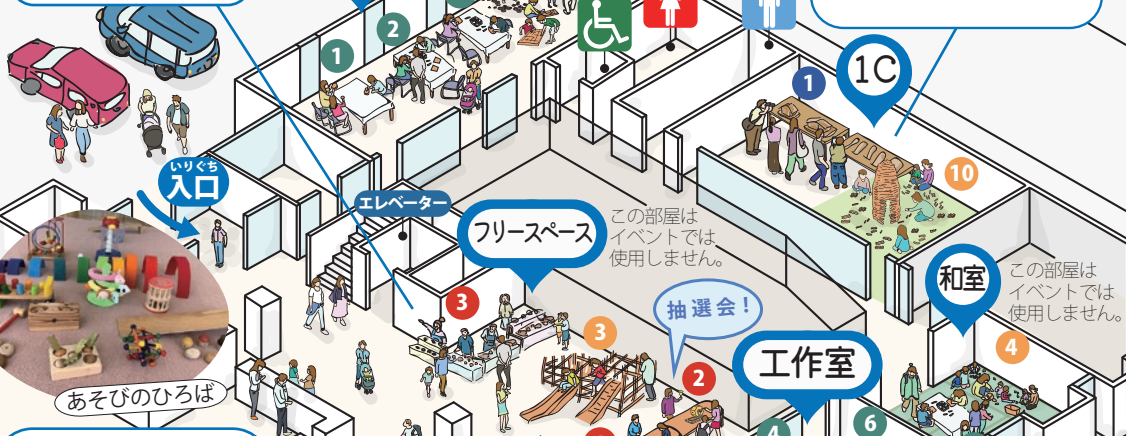 1
2
1
1C
10
いりぐち
入口
エレベーター
フリースペース
この部屋は
イベントでは
使用しません。
和室
この部屋は
イベントでは
使用しません。
3
抽選会！
3
4
工作室
2
あそびのひろば
4
6